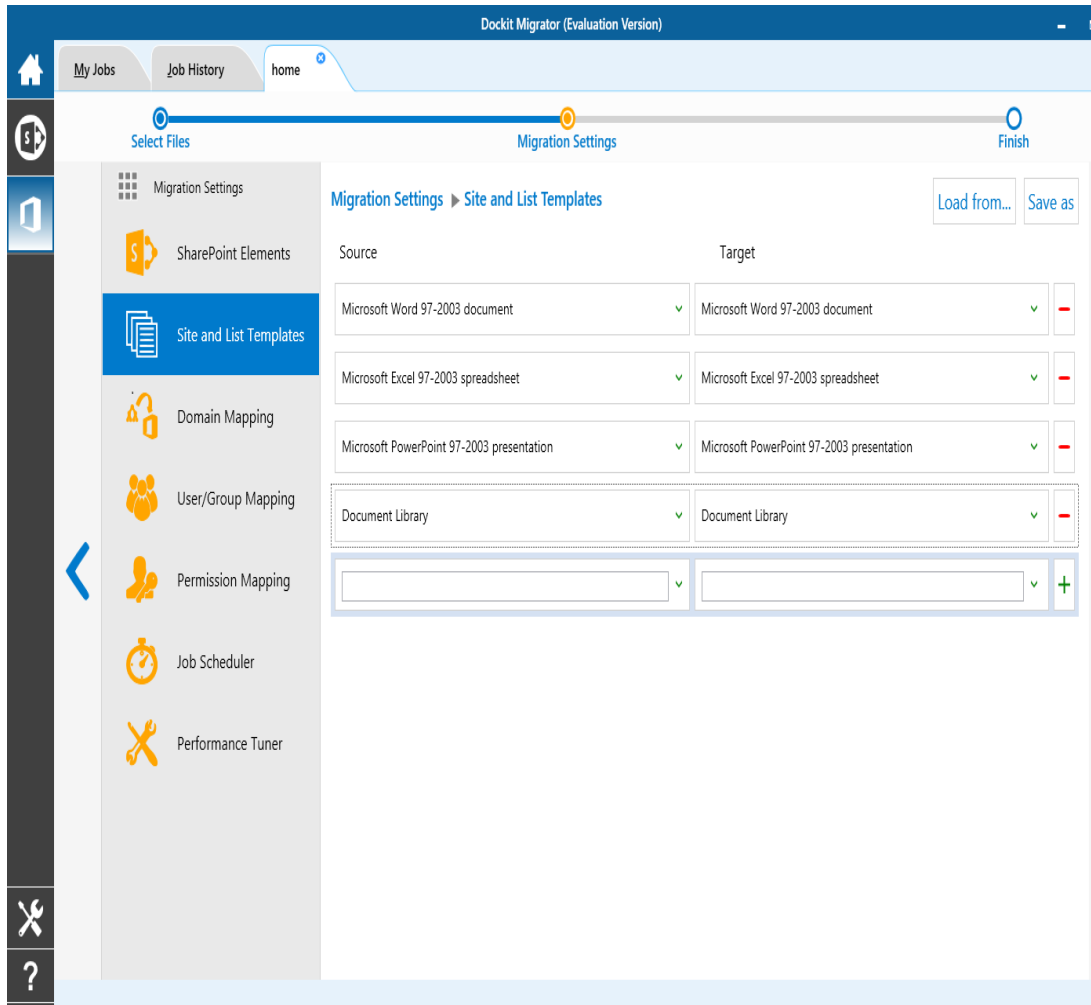 Dockit Migrator (Evaluation Version)
My Jobs
Job History
home
Select Files
Migration Settings
Finish
Migration Settings
Migration Settings ▶ Site and List Templates
Load from...
Save as
SharePoint Elements
Source
Target
Site and List Templates
Microsoft Word 97-2003 document
Microsoft Word 97-2003 document
Microsoft Excel 97-2003 spreadsheet
Microsoft Excel 97-2003 spreadsheet
Domain Mapping
Microsoft PowerPoint 97-2003 presentation
Microsoft PowerPoint 97-2003 presentation
User/Group Mapping
Document Library
Document Library
Permission Mapping
Job Scheduler
Performance Tuner